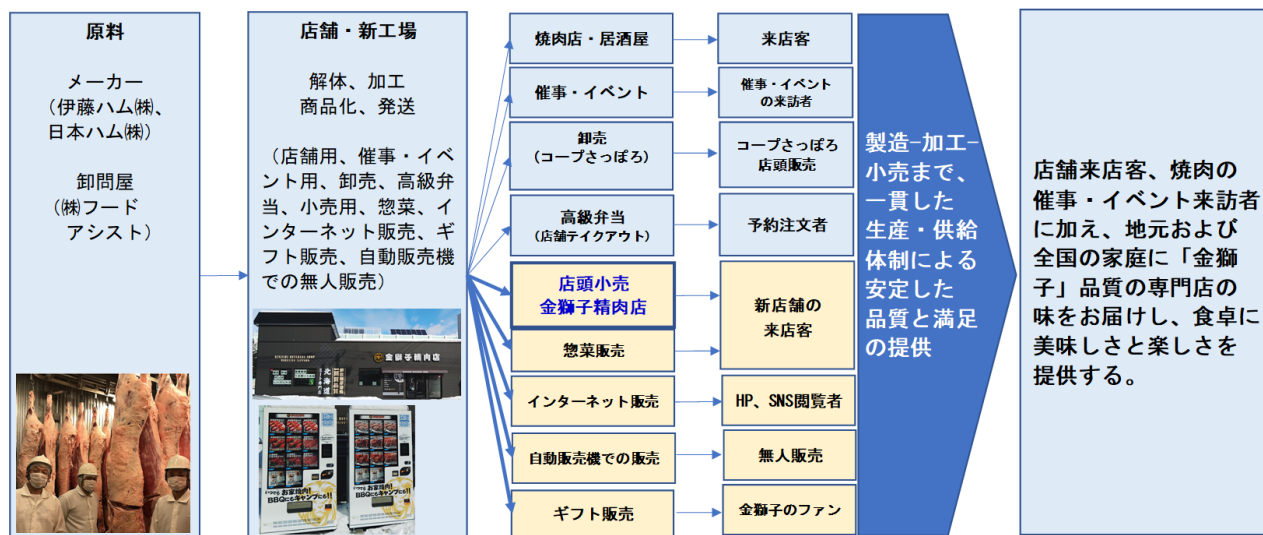 原料
メーカー
(伊藤ハム㈱、
日本ハム㈱)
卸問屋
(㈱フード
アシスト)
店舗・新工場
解体、加工
商品化、発送
(店舗用、催事・イベ
ント用、卸売、高級弁
当、小売用、惣菜、イ
ンターネット販売、ギ
フト販売、自動販売機
での無人販売)
金獅子精肉店
北海道
いつでも お家焼肉!
BBQにもキャンプにも!!
焼肉店・居酒屋
催事・イベント
卸売
(コープさっぽろ)
高級弁当
(店舗テイクアウト)
店頭小売
金獅子精肉店
惣菜販売
インターネット販売
自動販売機での販売
ギフト販売
来店客
催事・イベント
の来訪者
コープさっぽろ
店頭販売
予約注文者
新店舗の
来店客
HP、SNS閲覧者
無人販売
金獅子のファン
製造−加工−
小売まで、
一貫した
生産・供給
体制による
安定した
品質と満足
の提供
店舗来店客、焼肉の
催事・イベント来訪者
に加え、地元および
全国の家庭に「金獅
子」品質の専門店の
味をお届けし、食卓に
美味しさと楽しさを
提供する。